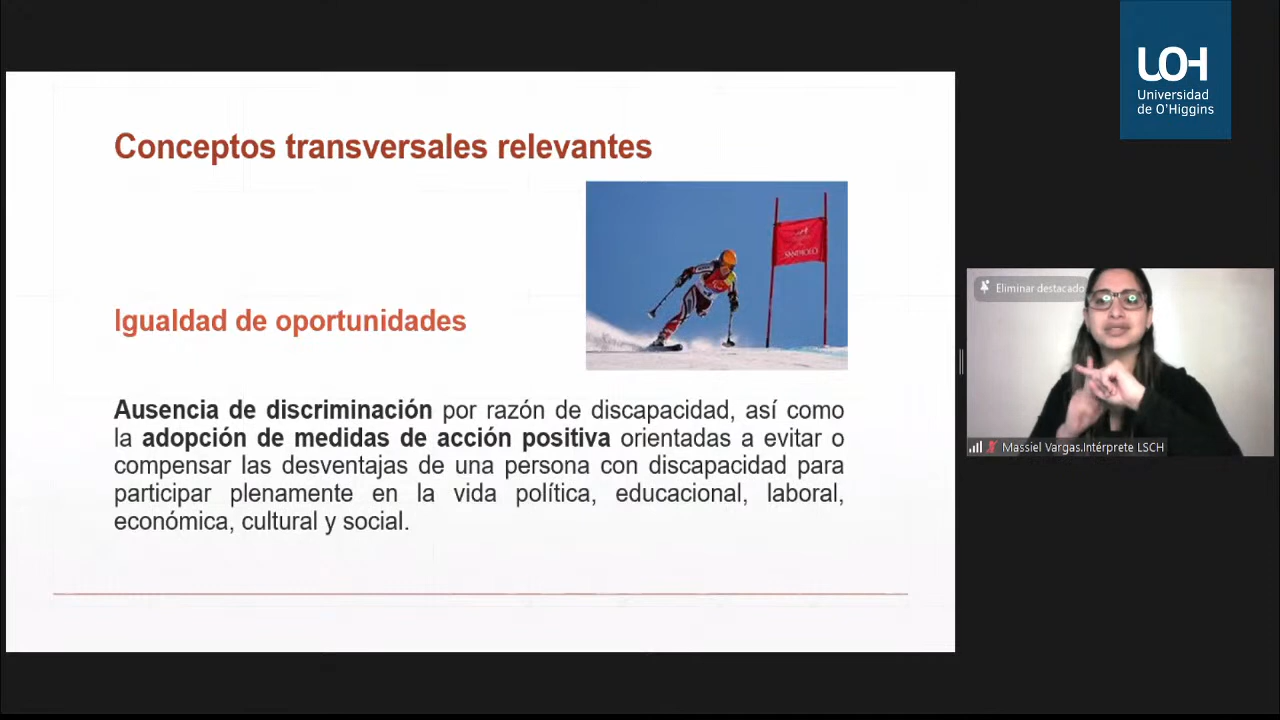 UOH
Universidad
de O'Higgins
Conceptos transversales relevantes
Igualdad de oportunidades
Ausencia de discriminación por razón de discapacidad, así como
la adopción de medidas de acción positiva orientadas a evitar o
compensar las desventajas de una persona con discapacidad para
participar plenamente en la vida política, educacional, laboral,
económica, cultural y social.
Eliminar destacado
Massiel Vargas.Intérprete LSCH